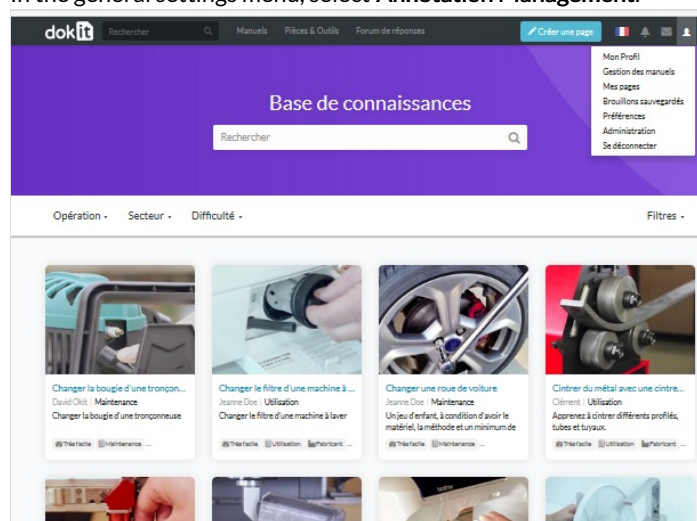 In the general settings menu, select Annotation Management.
dokit Rechercher Manuels Pièces & Outils Forum de réponses Créer une page
Mon Profil
Gestion des manuels
Mes pages
Brouillons sauvegardés
Préférences
Administration
Se déconnecter
Base de connaissances
Rechercher
Opération Secteur Difficulté Filtres
Changer la bougie d'une tronçon...
David Okit | Maintenance
Changer la bougie d'une tronçonneuse
Très facile Maintenance ...
Changer le filtre d'une machine à ...
Jeanne Doe | Utilisation
Changer le filtre d'une machine à laver
Très facile Utilisation Fabricant ...
Changer une roue de voiture
Jeanne Doe | Maintenance
Un jeu d'enfant, à condition d'avoir le
matériel, la méthode et un minimum de
Très facile Maintenance ...
Cintrer du métal avec une cintre...
Clément | Utilisation
Apprenez à cintrer différents profilés,
tubes et tuyaux.
Très facile Utilisation Fabricant ...
brother